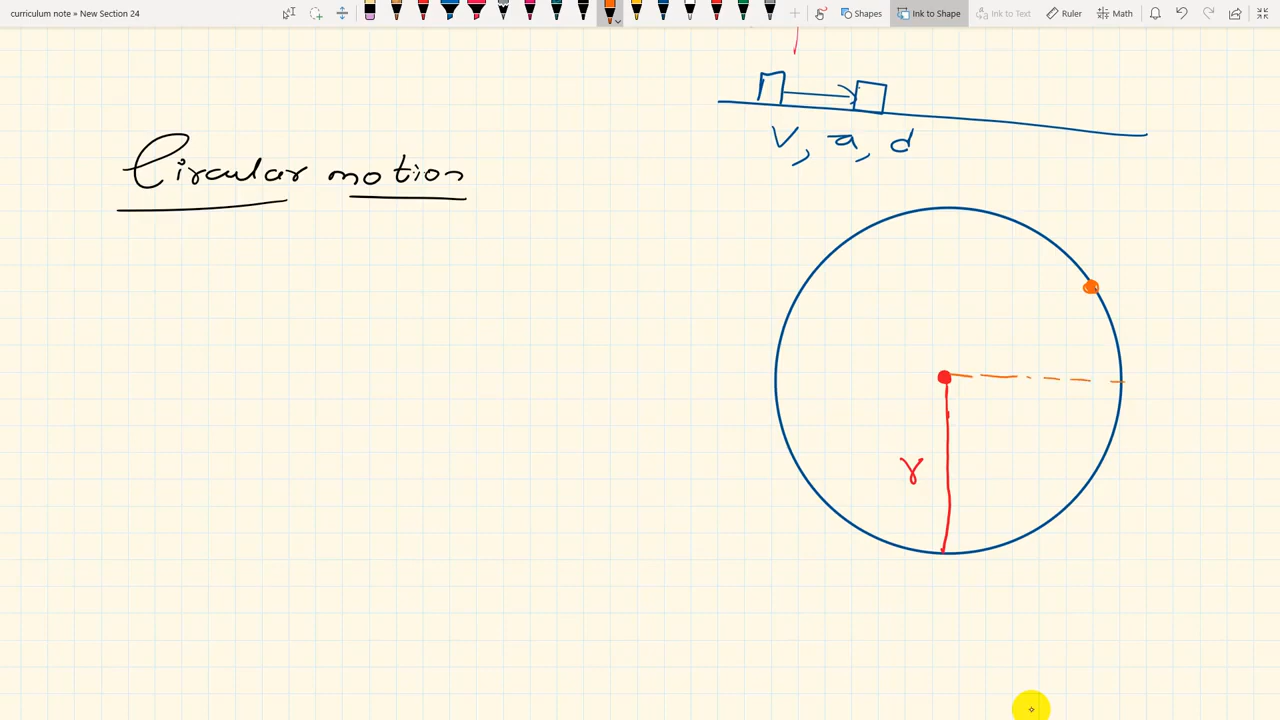 curriculum note » New Section 24
Shapes
Ink to Shape
Ink to Text
Ruler
Math
V, a, d
Circular motion
r